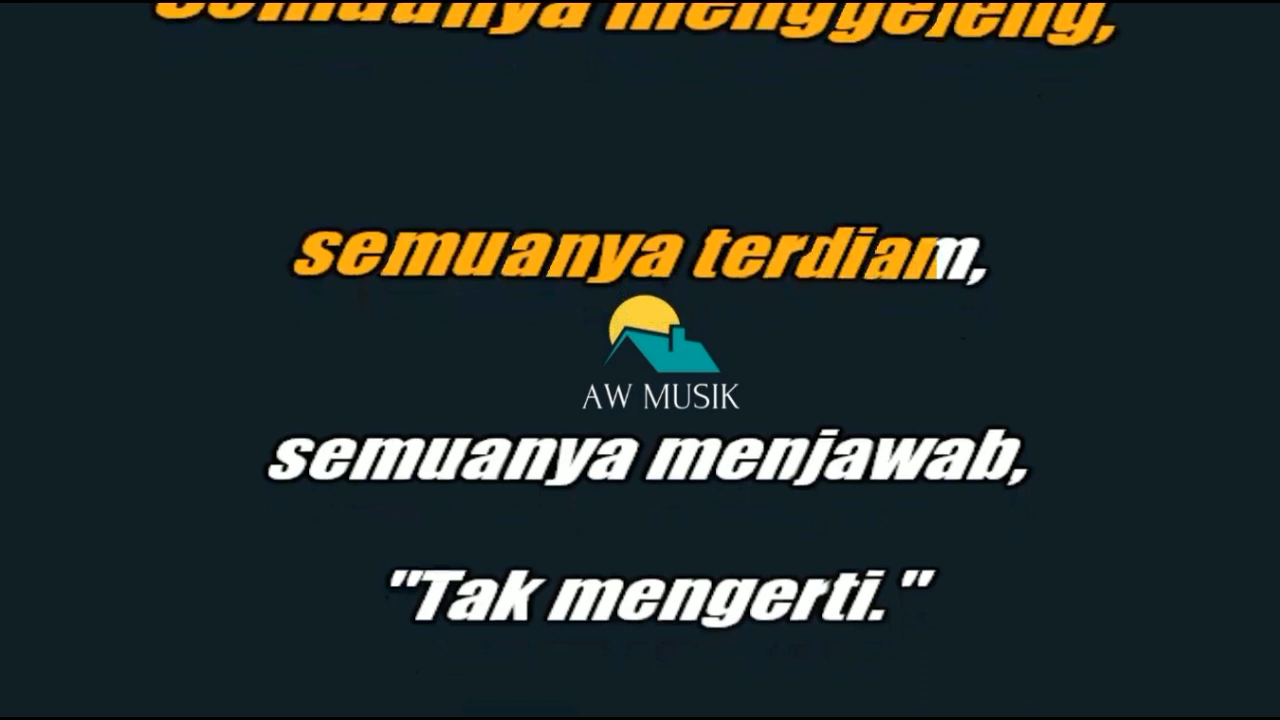 semuanya menggeleng,
semuanya terdiam,
AW MUSIK
semuanya menjawab,
"Tak mengerti."